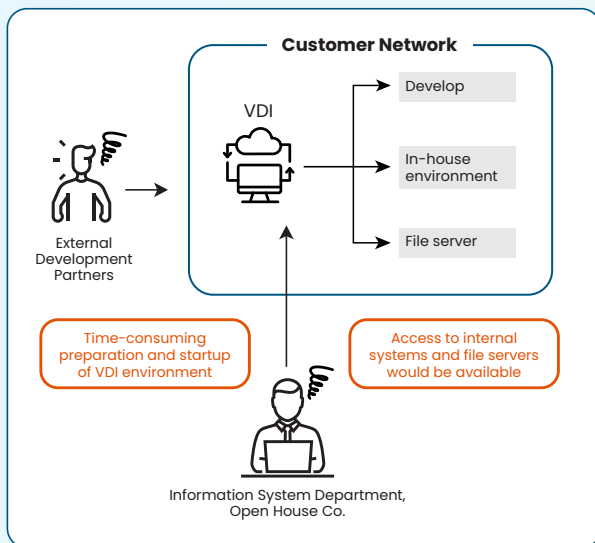 Customer Network
VDI
Develop
In-house
environment
File server
External
Development
Partners
Time-consuming
preparation and startup
of VDI environment
Access to internal
systems and file servers
would be available
Information System Department,
Open House Co.